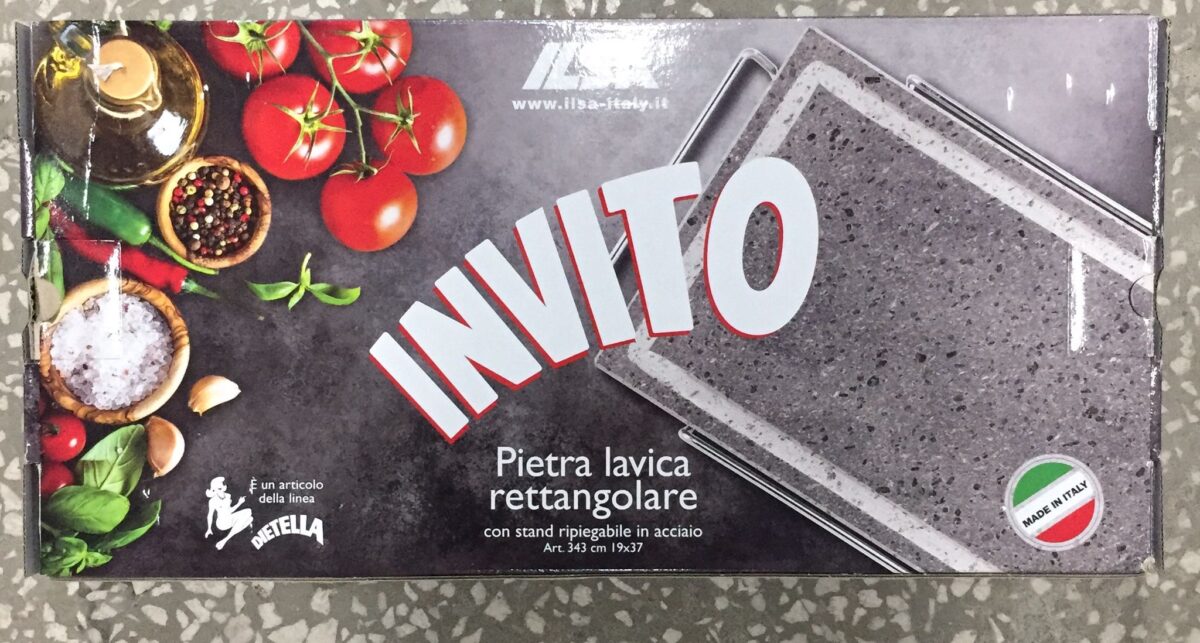 ILSA
www.ilsa-italy.it
INVITO
Pietra lavica
rettangolare
con stand ripiegabile in acciaio
Art. 343 cm 19x37
È un articolo
della linea
DIETELLA
MADE IN ITALY